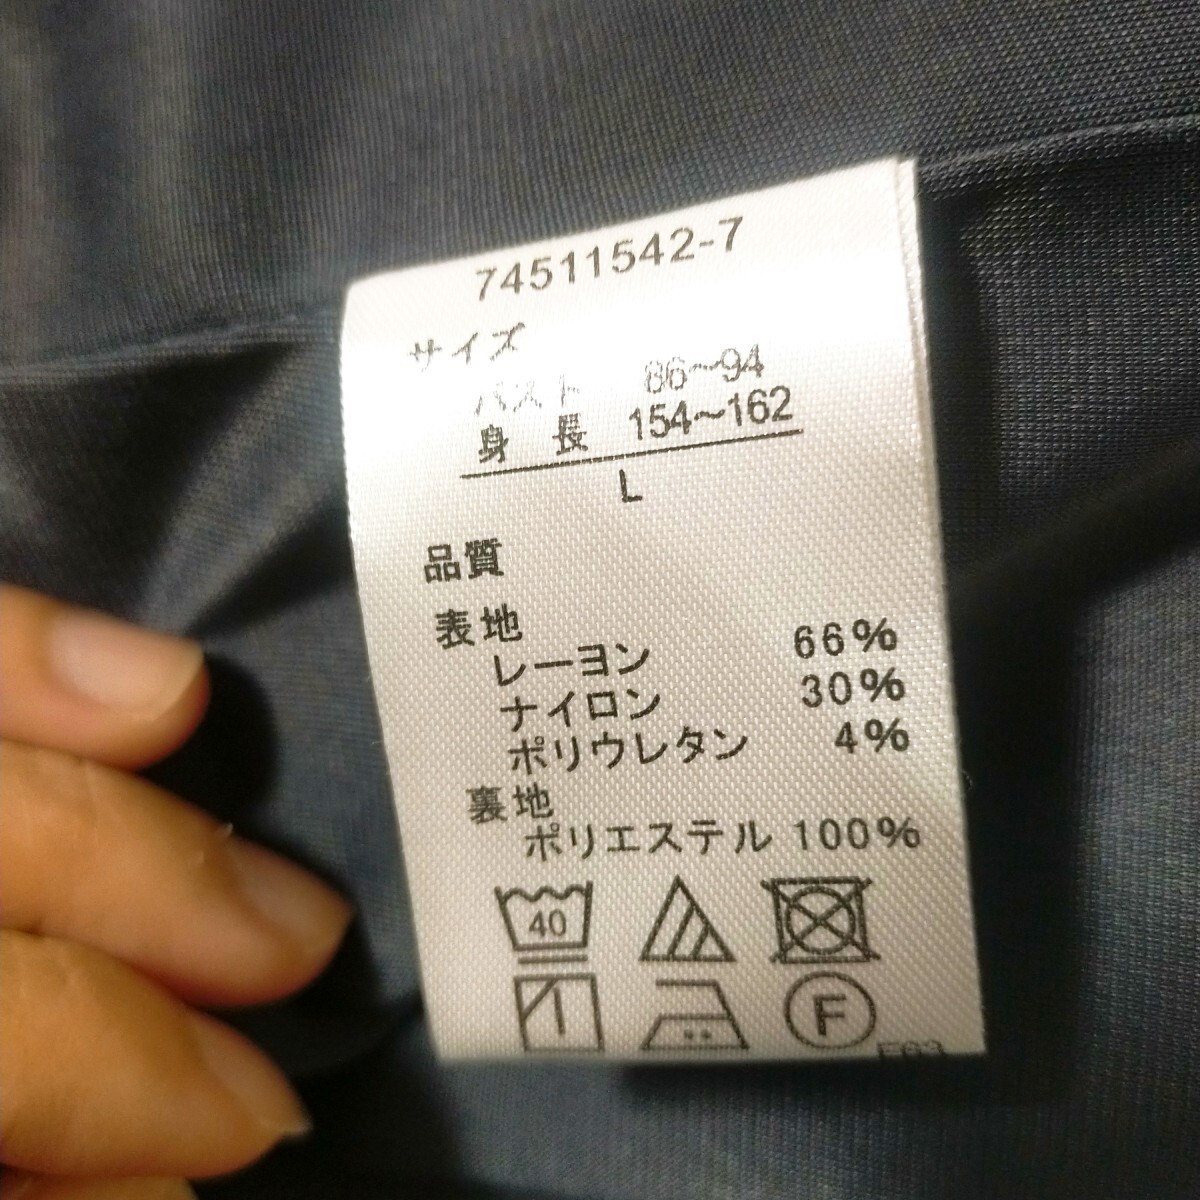 74511542-7
サイズ
バスト 86～94
身 長 154～162
L
品質
表地
レーヨン 66%
ナイロン 30%
ポリウレタン 4%
裏地
ポリエステル 100%
40
F